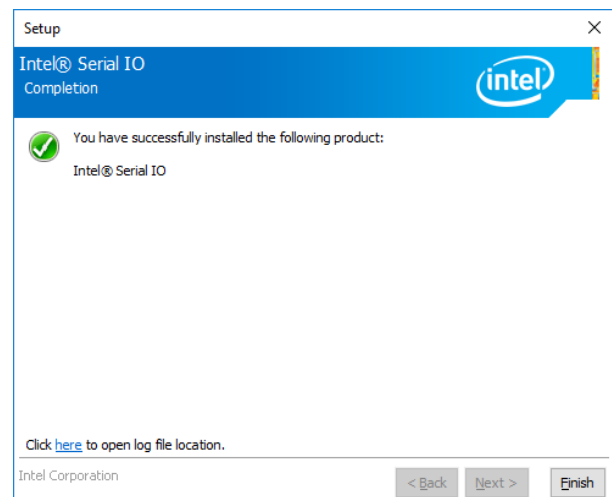 Setup
Intel® Serial IO
Completion
intel
You have successfully installed the following product:
Intel® Serial IO
Click here to open log file location.
Intel Corporation
< Back Next > Finish